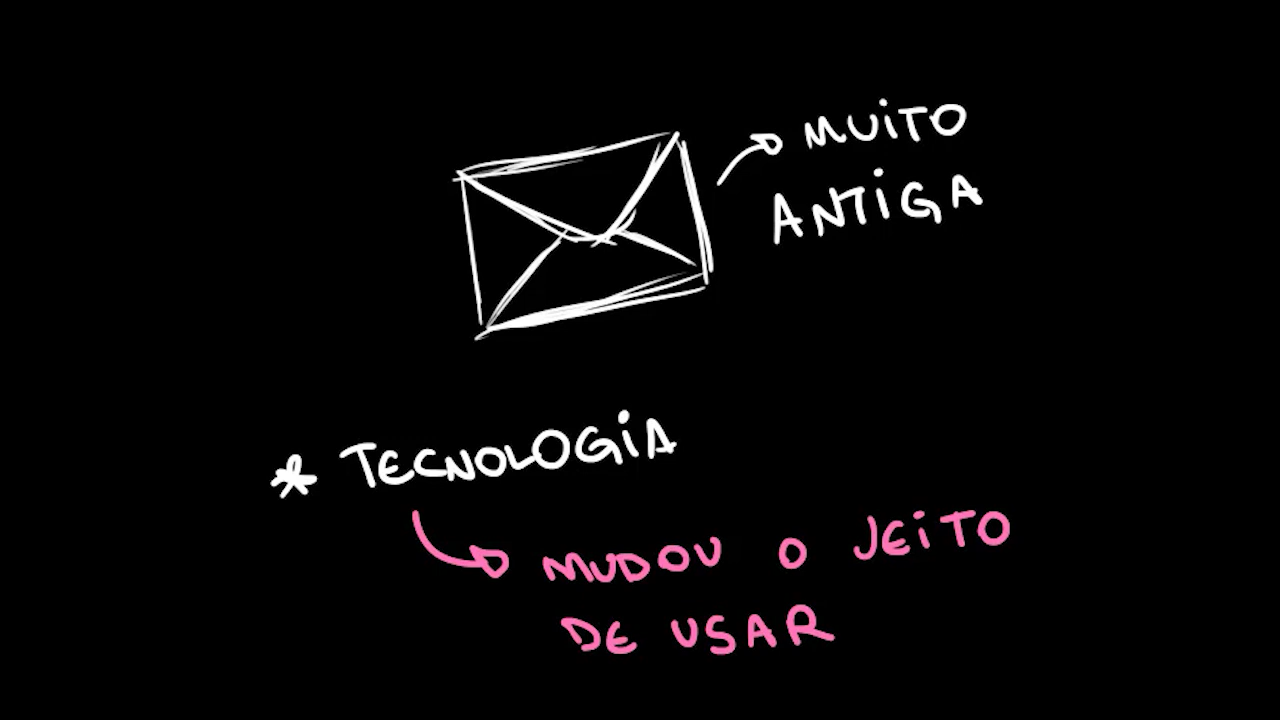 MUITO
ANTIGA
* TECNOLOGIA
MUDOU O JEITO
DE USAR